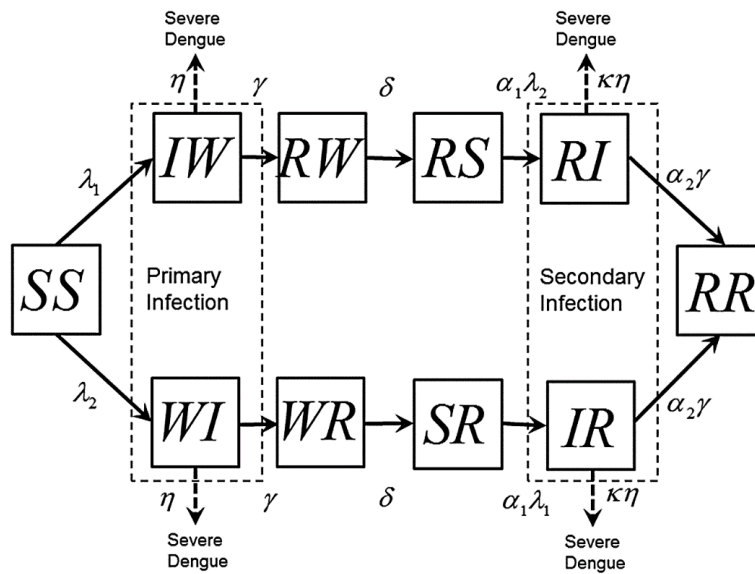 Severe
Dengue
Severe
Dengue
η
γ
δ
α₁λ₂
κη
IW
RW
RS
RI
λ₁
α₂γ
SS
Primary
Infection
Secondary
Infection
RR
λ₂
α₂γ
WI
WR
SR
IR
η
γ
δ
α₁λ₁
κη
Severe
Dengue
Severe
Dengue